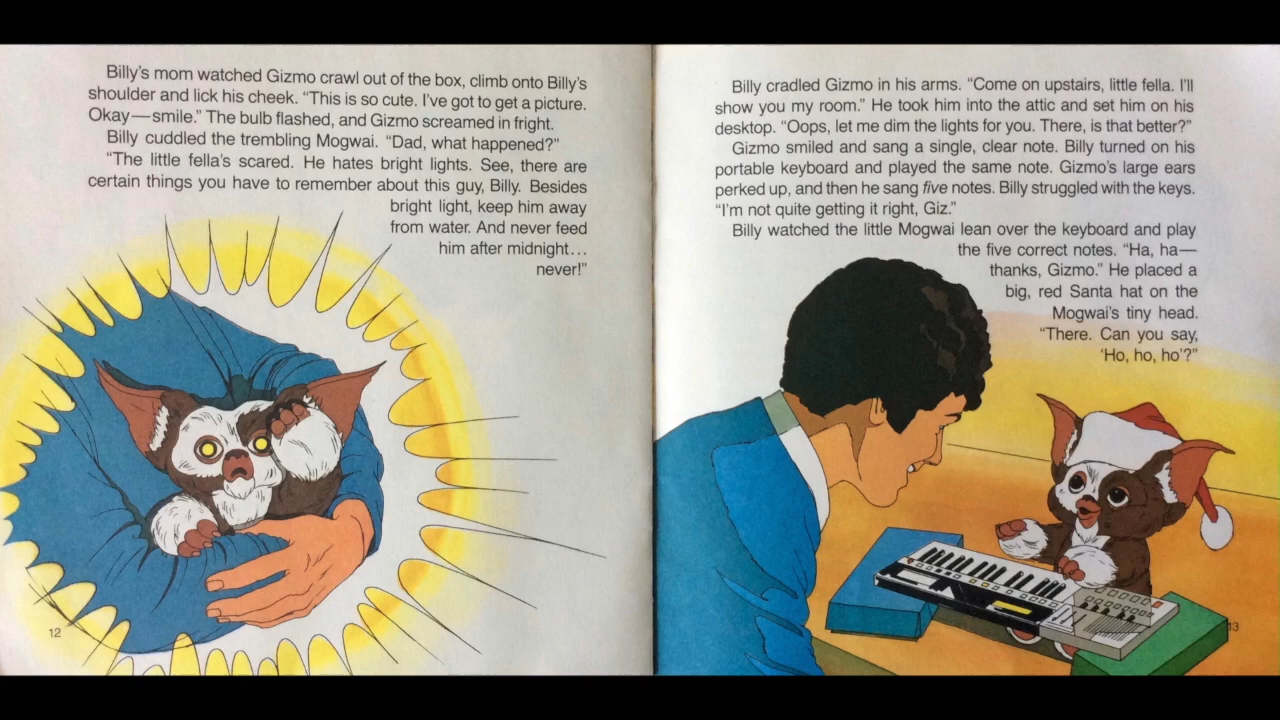 Billy's mom watched Gizmo crawl out of the box, climb onto Billy's
shoulder and lick his cheek. “This is so cute. I've got to get a picture.
Okay—smile.” The bulb flashed, and Gizmo screamed in fright.
Billy cuddled the trembling Mogwai. “Dad, what happened?”
“The little fella's scared. He hates bright lights. See, there are
certain things you have to remember about this guy, Billy. Besides
bright light, keep him away
from water. And never feed
him after midnight...
never!”
12
Billy cradled Gizmo in his arms. “Come on upstairs, little fella. I'll
show you my room.” He took him into the attic and set him on his
desktop. “Oops, let me dim the lights for you. There, is that better?”
Gizmo smiled and sang a single, clear note. Billy turned on his
portable keyboard and played the same note. Gizmo's large ears
perked up, and then he sang five notes. Billy struggled with the keys.
“I'm not quite getting it right, Giz.”
Billy watched the little Mogwai lean over the keyboard and play
the five correct notes. “Ha, ha—
thanks, Gizmo.” He placed a
big, red Santa hat on the
Mogwai's tiny head.
“There. Can you say,
‘Ho, ho, ho’?”
13